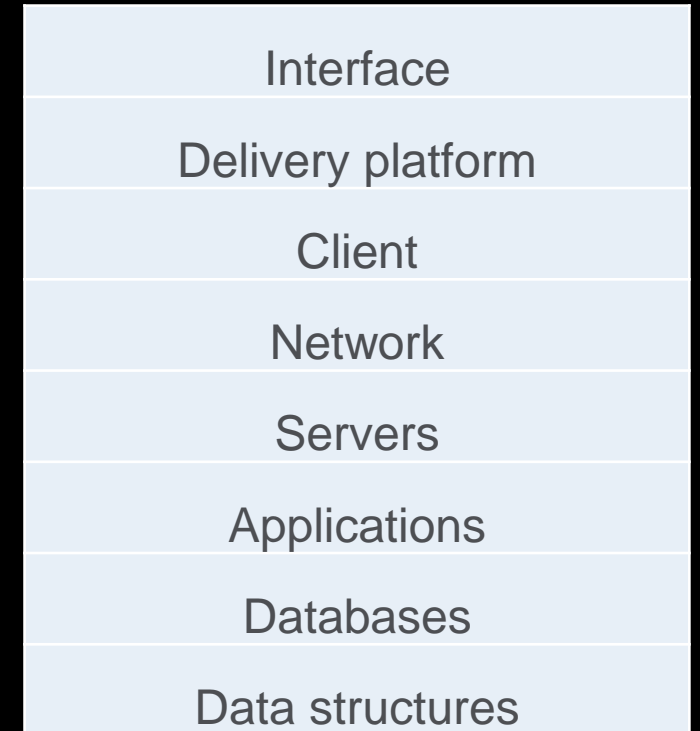 Interface
Delivery platform
Client
Network
Servers
Applications
Databases
Data structures